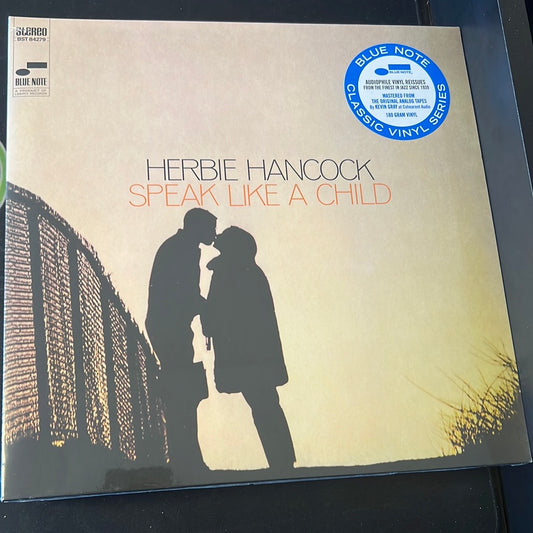 STEREO
BST 84279
BLUE NOTE
A PRODUCT OF
LIBERTY RECORDS
BLUE NOTE
BLUE NOTE
AUDIOPHILE VINYL REISSUES
FROM THE FINEST IN JAZZ SINCE 1939
MASTERED FROM
THE ORIGINAL ANALOG TAPES
By KEVIN GRAY at Cohearent Audio
180 GRAM VINYL
CLASSIC VINYL SERIES
HERBIE HANCOCK
SPEAK LIKE A CHILD